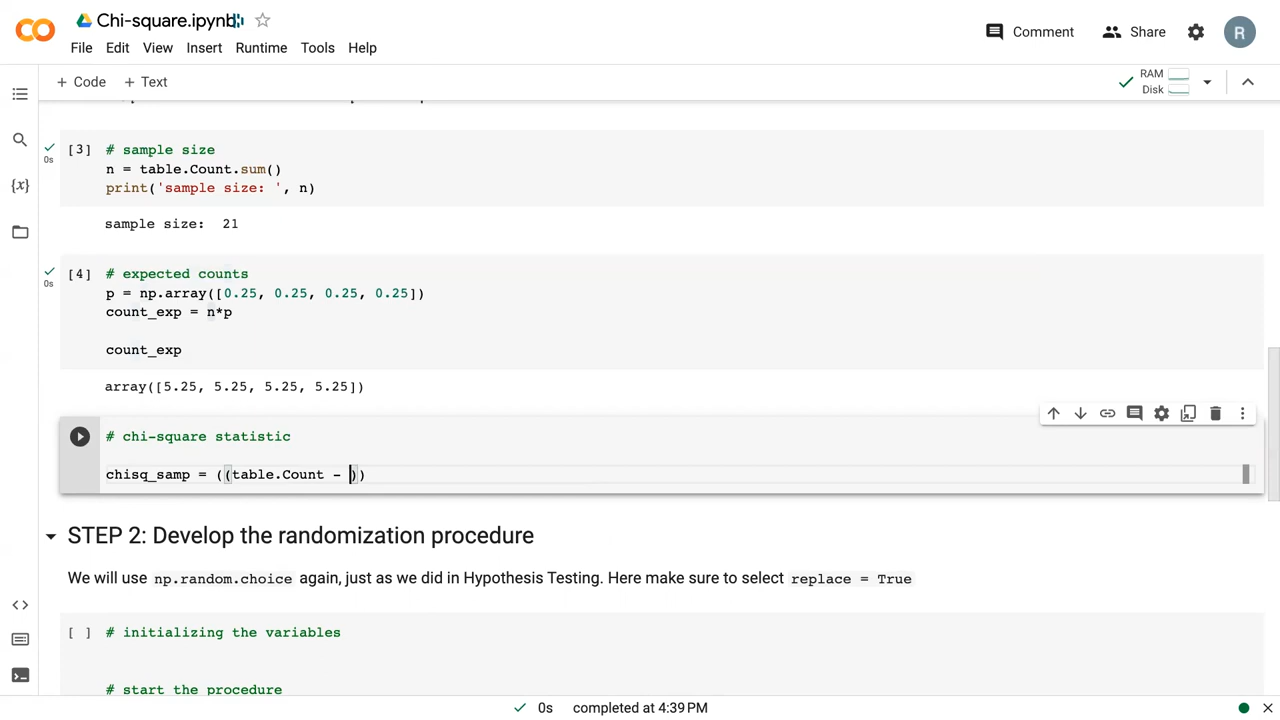 Chi-square.ipynb
File Edit View Insert Runtime Tools Help
Comment
Share
R
+ Code + Text
RAM
Disk
[3] # sample size
0s
n = table.Count.sum()
print('sample size: ', n)
sample size:  21
[4] # expected counts
0s
p = np.array([0.25, 0.25, 0.25, 0.25])
count_exp = n*p
count_exp
array([5.25, 5.25, 5.25, 5.25])
# chi-square statistic
chisq_samp = ((table.Count - ))
STEP 2: Develop the randomization procedure
We will use np.random.choice again, just as we did in Hypothesis Testing. Here make sure to select replace = True
[ ] # initializing the variables
# start the procedure
0s completed at 4:39 PM